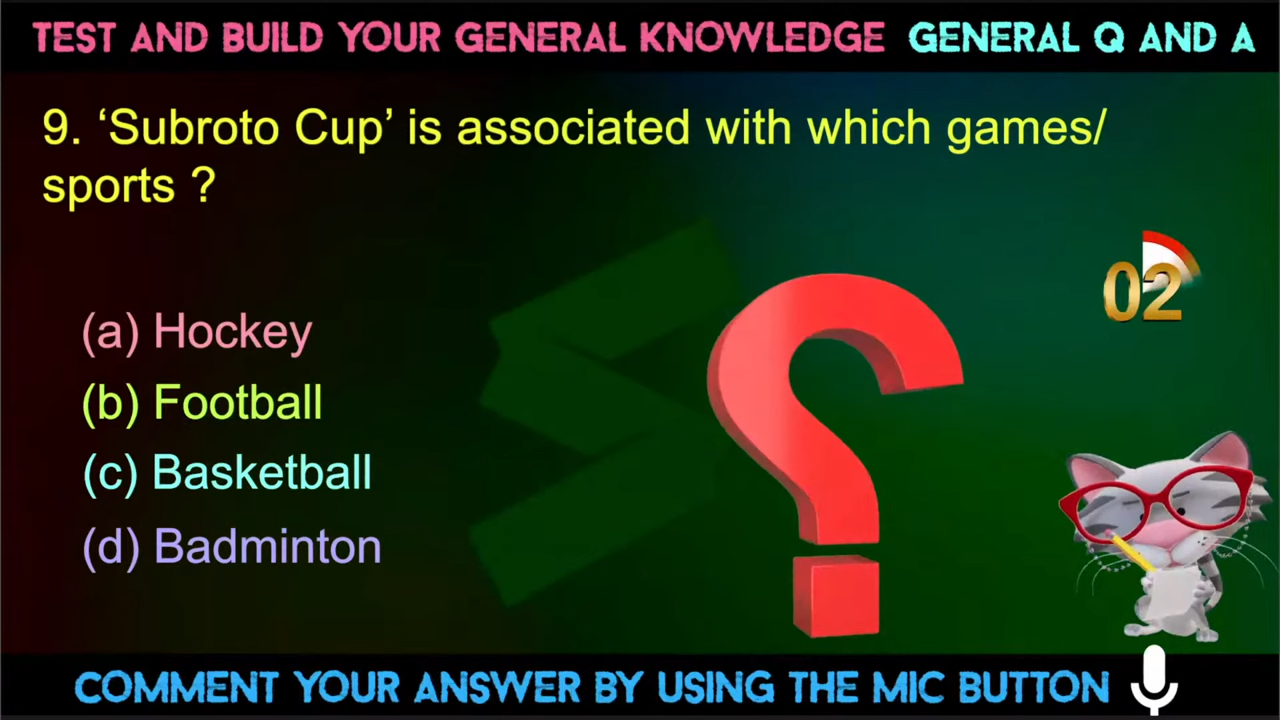 TEST AND BUILD YOUR GENERAL KNOWLEDGE GENERAL Q AND A
9. ‘Subroto Cup’ is associated with which games/
sports ?
02
(a) Hockey
(b) Football
(c) Basketball
(d) Badminton
COMMENT YOUR ANSWER BY USING THE MIC BUTTON